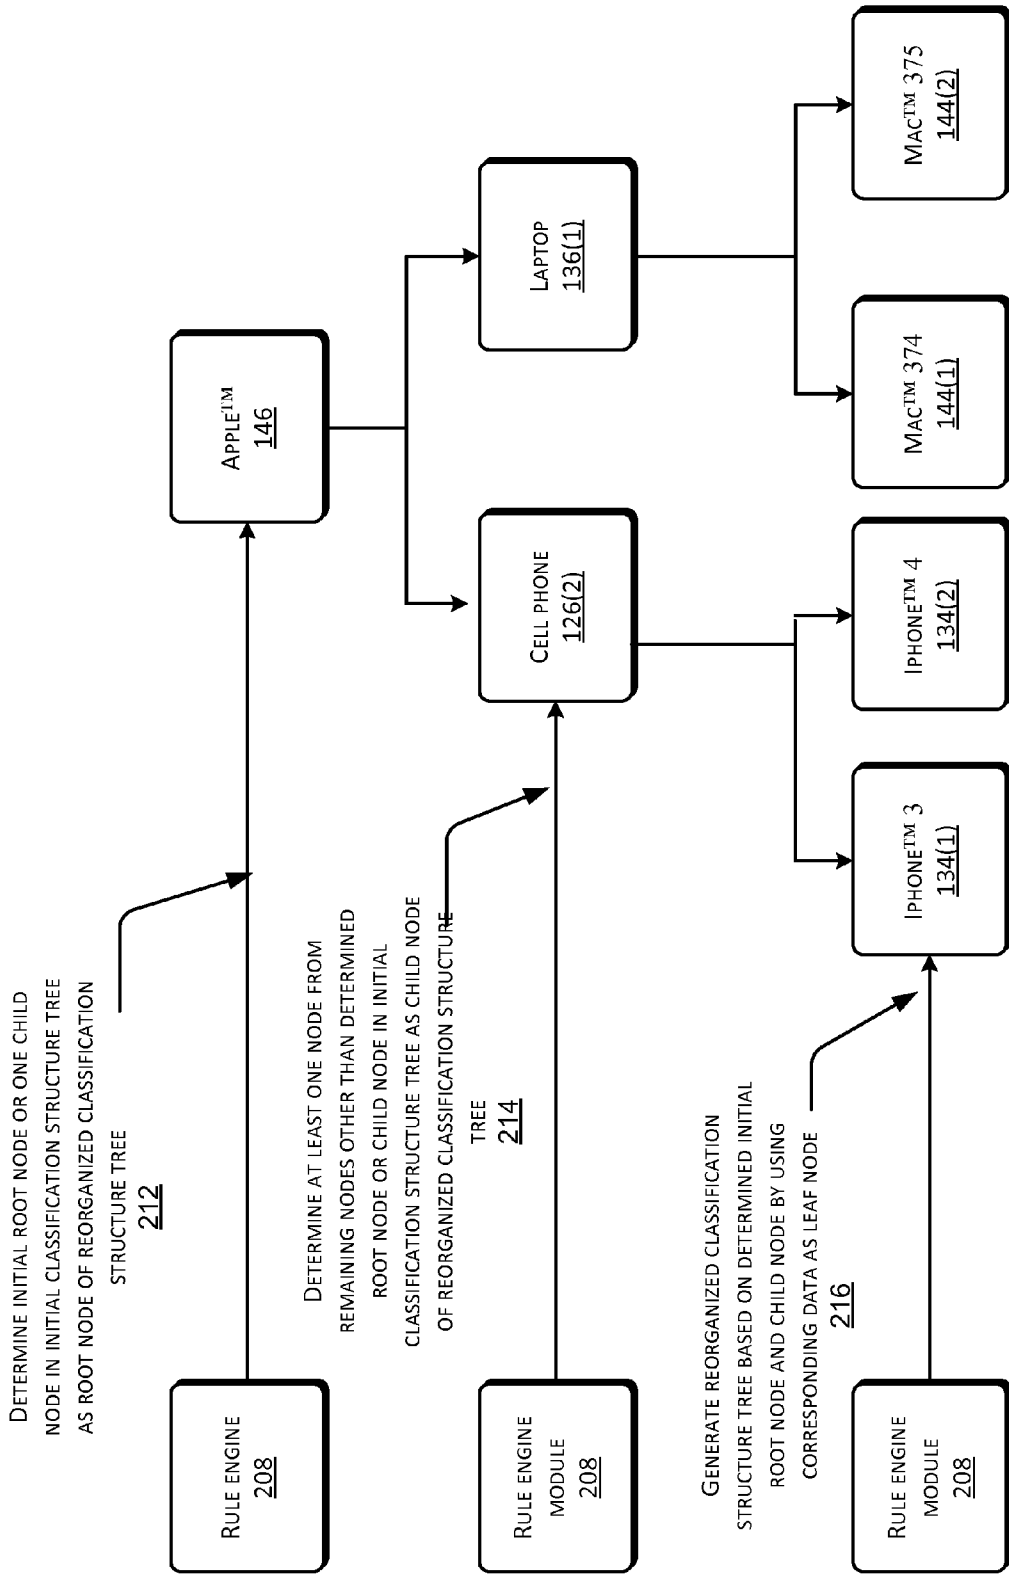 DETERMINE INITIAL ROOT NODE OR ONE CHILD
NODE IN INITIAL CLASSIFICATION STRUCTURE TREE
AS ROOT NODE OF REORGANIZED CLASSIFICATION
STRUCTURE TREE
212
RULE ENGINE
208
APPLE™
146
DETERMINE AT LEAST ONE NODE FROM
REMAINING NODES OTHER THAN DETERMINED
ROOT NODE OR CHILD NODE IN INITIAL
CLASSIFICATION STRUCTURE TREE AS CHILD NODE
OF REORGANIZED CLASSIFICATION STRUCTURE
TREE
214
RULE ENGINE
MODULE
208
CELL PHONE
126(2)
LAPTOP
136(1)
GENERATE REORGANIZED CLASSIFICATION
STRUCTURE TREE BASED ON DETERMINED INITIAL
ROOT NODE AND CHILD NODE BY USING
CORRESPONDING DATA AS LEAF NODE
216
RULE ENGINE
MODULE
208
IPHONE™ 3
134(1)
IPHONE™ 4
134(2)
MAC™ 374
144(1)
MAC™ 375
144(2)